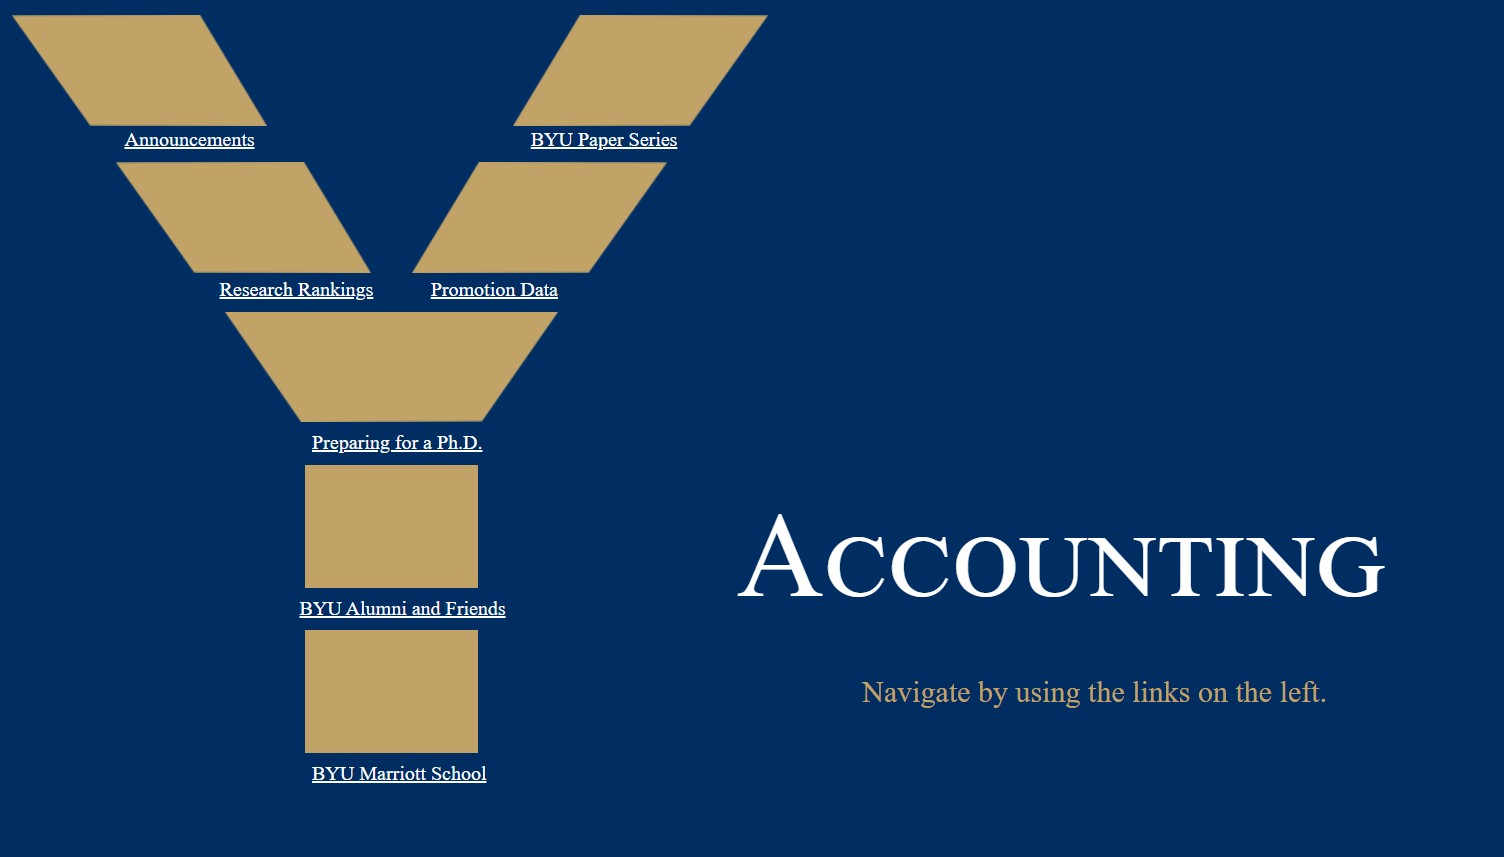 Announcements
BYU Paper Series
Research Rankings
Promotion Data
Preparing for a Ph.D.
BYU Alumni and Friends
BYU Marriott School
Accounting
Navigate by using the links on the left.